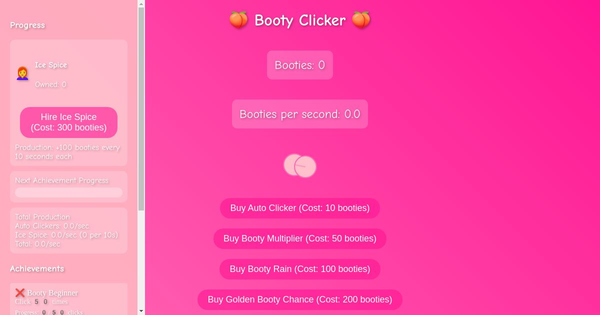 Progress
Ice Spice
Owned: 0
Hire Ice Spice
(Cost: 300 booties)
Production: +100 booties every
10 seconds each
Next Achievement Progress
Total Production:
Auto Clickers: 0.0/sec
Ice Spice: 0.0/sec (0 per 10s)
Total: 0.0/sec
Achievements
❌ Booty Beginner
Click 5 0 times
🍑 Booty Clicker 🍑
Booties: 0
Booties per second: 0.0
Buy Auto Clicker (Cost: 10 booties)
Buy Booty Multiplier (Cost: 50 booties)
Buy Booty Rain (Cost: 100 booties)
Buy Golden Booty Chance (Cost: 200 booties)